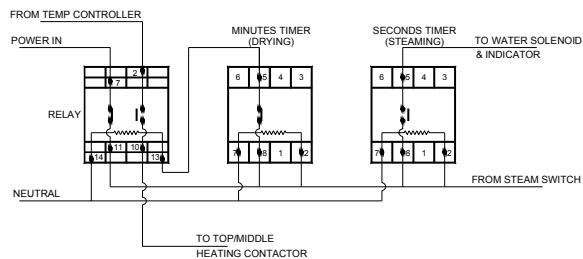 FROM TEMP CONTROLLER
POWER IN
MINUTES TIMER
(DRYING)
SECONDS TIMER
(STEAMING)
TO WATER SOLENOID
& INDICATOR
2
7
6 5 4 3
6 5 4 3
RELAY
11 10
14 13
7 8 1 2
7 8 1 2
FROM STEAM SWITCH
NEUTRAL
TO TOP/MIDDLE
HEATING CONTACTOR